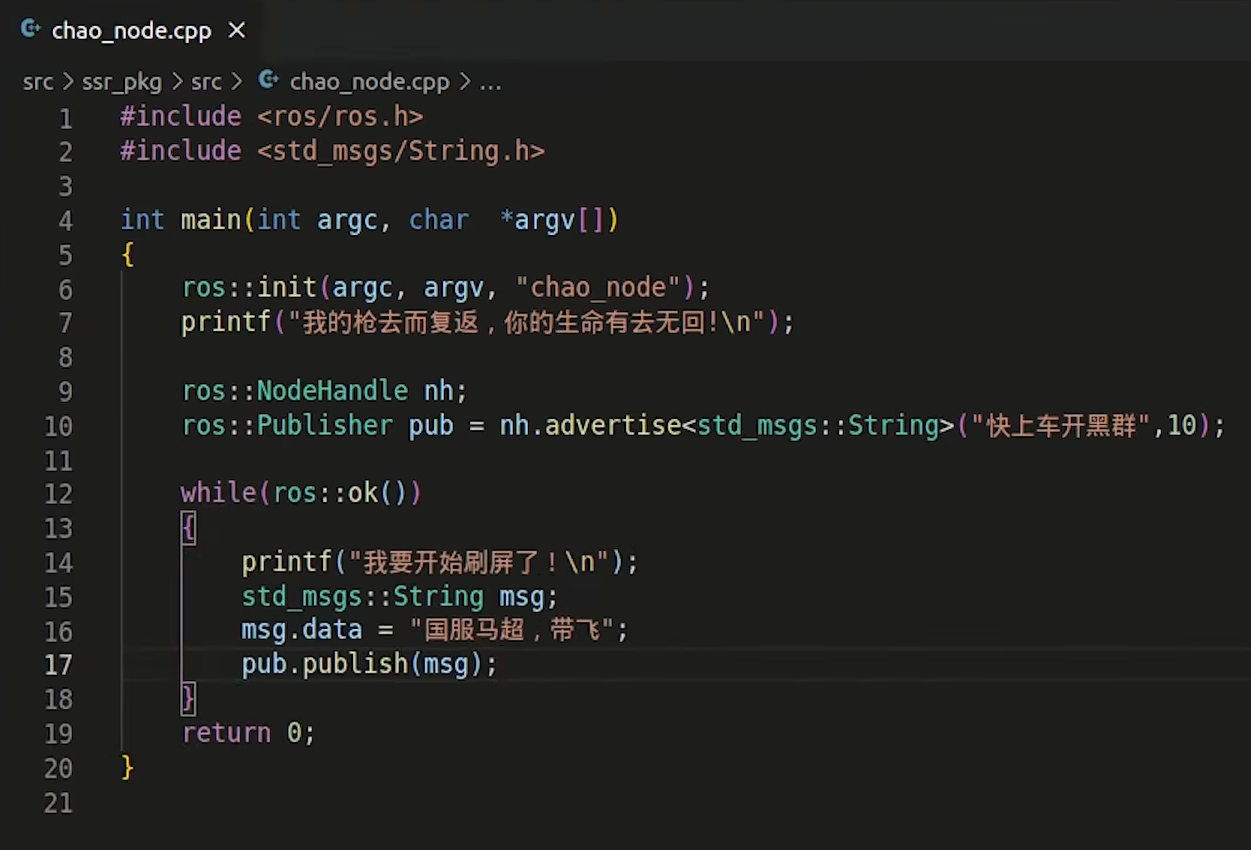 chao_node.cpp ×
src > ssr_pkg > src > chao_node.cpp > ...
1 #include <ros/ros.h>
2 #include <std_msgs/String.h>
3
4 int main(int argc, char  *argv[])
5 {
6     ros::init(argc, argv, "chao_node");
7     printf("我的枪去而复返，你的生命有去无回!\n");
8
9     ros::NodeHandle nh;
10     ros::Publisher pub = nh.advertise<std_msgs::String>("快上车开黑群",10);
11
12     while(ros::ok())
13     {
14         printf("我要开始刷屏了！\n");
15         std_msgs::String msg;
16         msg.data = "国服马超，带飞";
17         pub.publish(msg);
18     }
19     return 0;
20 }
21